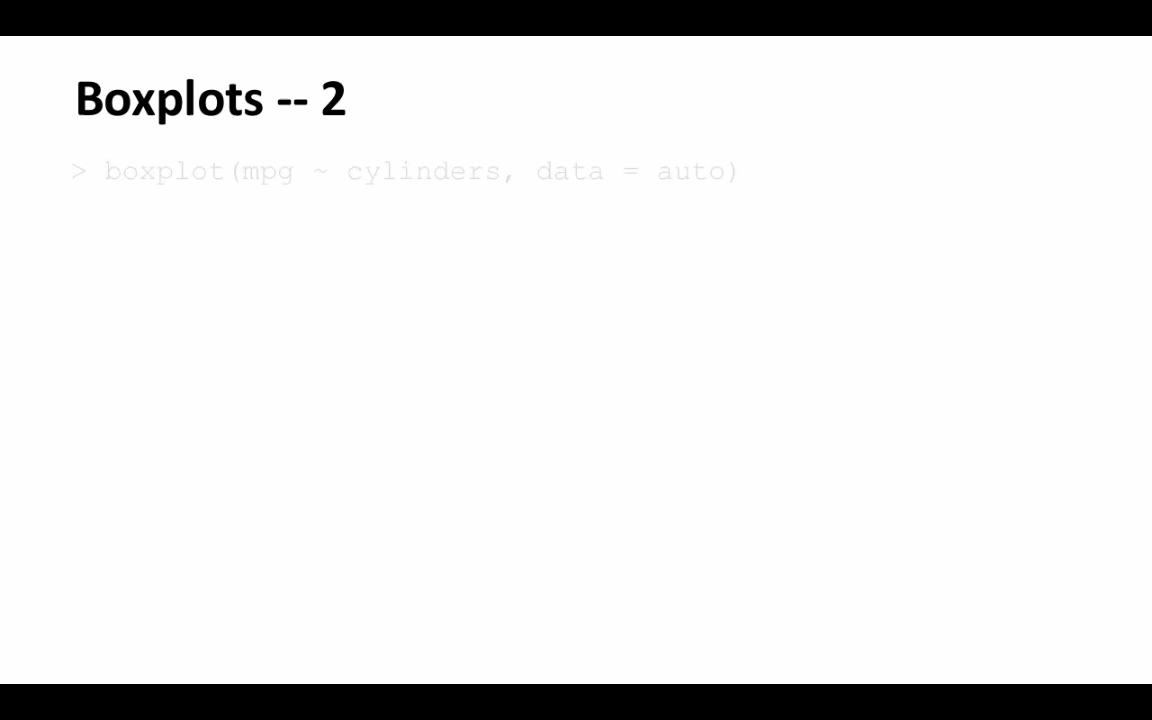 Boxplots -- 2
> boxplot(mpg ~ cylinders, data = auto)